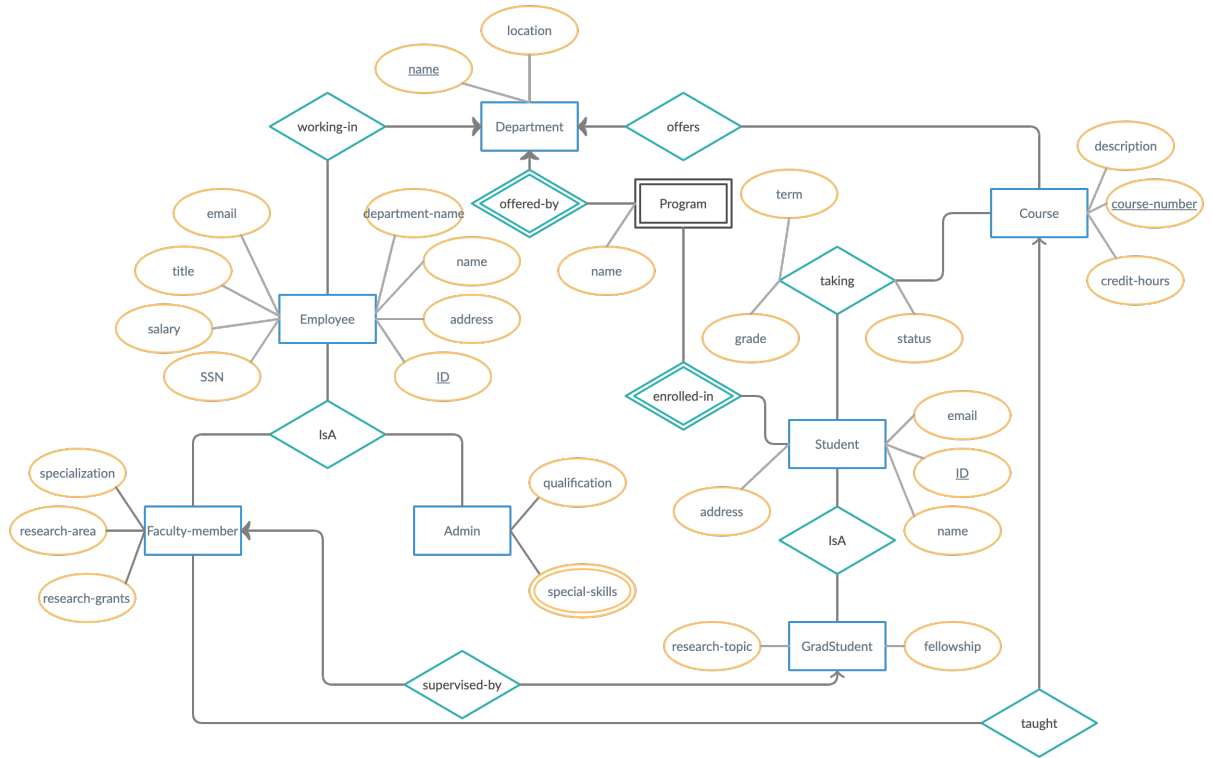 location
name
working-in
Department
offers
description
email
department-name
offered-by
Program
term
course-number
Course
title
name
name
taking
credit-hours
salary
Employee
address
grade
status
SSN
ID
enrolled-in
email
IsA
Student
specialization
qualification
ID
address
research-area
Faculty-member
Admin
IsA
name
research-grants
special-skills
research-topic
GradStudent
fellowship
supervised-by
taught